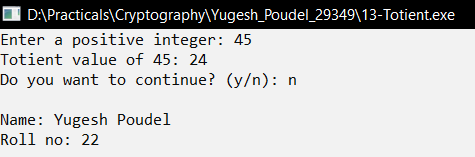 D:\Practicals\Cryptography\Yugesh_Poudel_29349\13-Totient.exe
Enter a positive integer: 45
Totient value of 45: 24
Do you want to continue? (y/n): n
Name: Yugesh Poudel
Roll no: 22